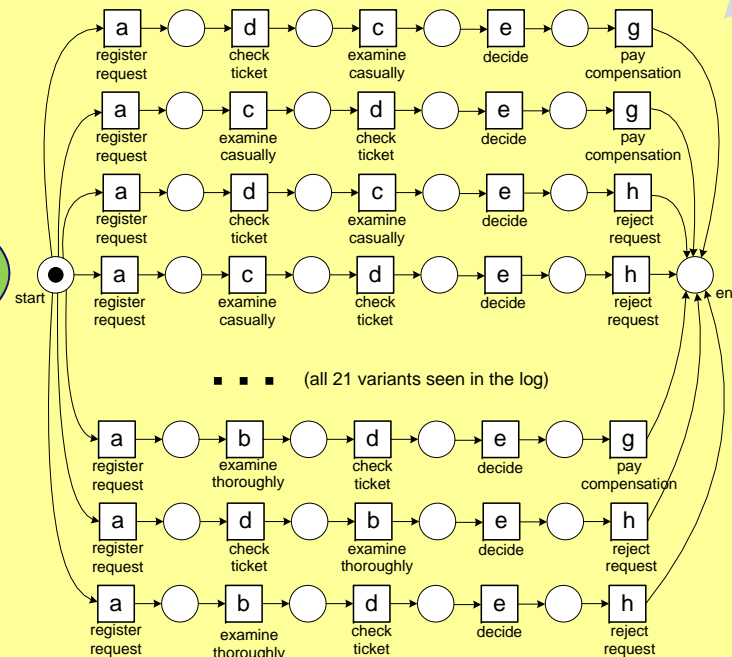 a d c e g
register check examine decide pay
request ticket casually compensation
a c d e g
register examine check decide pay
request casually ticket compensation
a d c e h
register check examine decide reject
request ticket casually request
a c d e h
start register examine check decide reject en
request casually ticket request
(all 21 variants seen in the log)
a b d e g
register examine check decide pay
request thoroughly ticket compensation
a d b e h
register check examine decide reject
request ticket thoroughly request
a b d e h
register examine check decide reject
request thoroughly ticket request